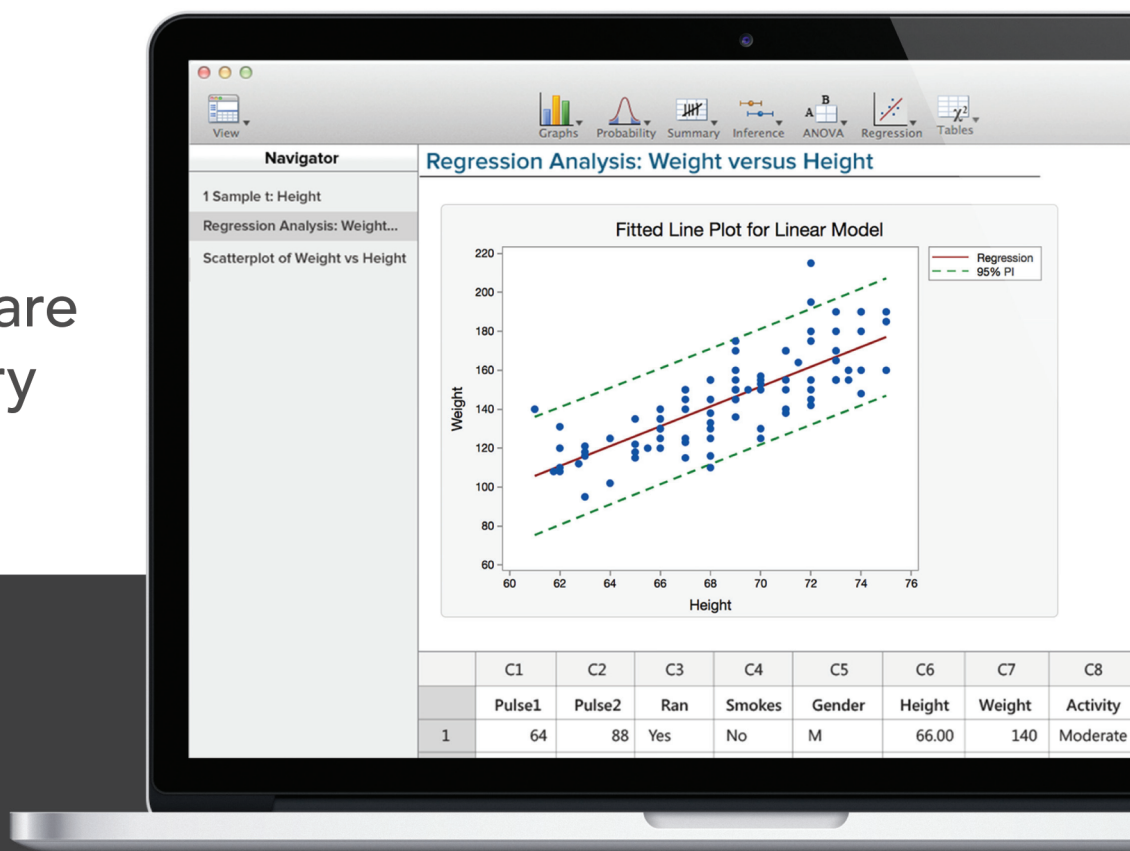 are
ry
View
Graphs Probability Summary Inference ANOVA Regression Tables
A B
χ²
Navigator
1 Sample t: Height
Regression Analysis: Weight...
Scatterplot of Weight vs Height
Regression Analysis: Weight versus Height
Fitted Line Plot for Linear Model
Regression
95% PI
Weight
220
200
180
160
140
120
100
80
60
60 62 64 66 68 70 72 74 76
Height
C1 C2 C3 C4 C5 C6 C7 C8
Pulse1 Pulse2 Ran Smokes Gender Height Weight Activity
1 64 88 Yes No M 66.00 140 Moderate